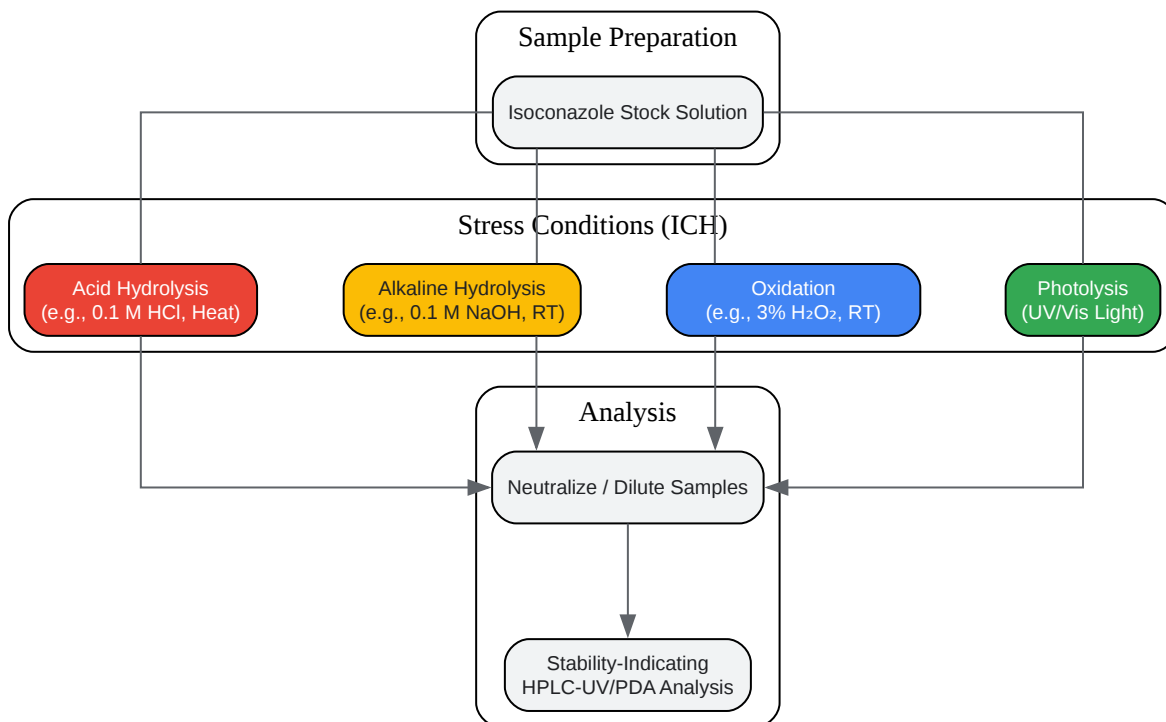 Sample Preparation
Isoconazole Stock Solution
Stress Conditions (ICH)
Acid Hydrolysis
(e.g., 0.1 M HCl, Heat)
Alkaline Hydrolysis
(e.g., 0.1 M NaOH, RT)
Oxidation
(e.g., 3% H₂O₂, RT)
Photolysis
(UV/Vis Light)
Analysis
Neutralize / Dilute Samples
Stability-Indicating
HPLC-UV/PDA Analysis